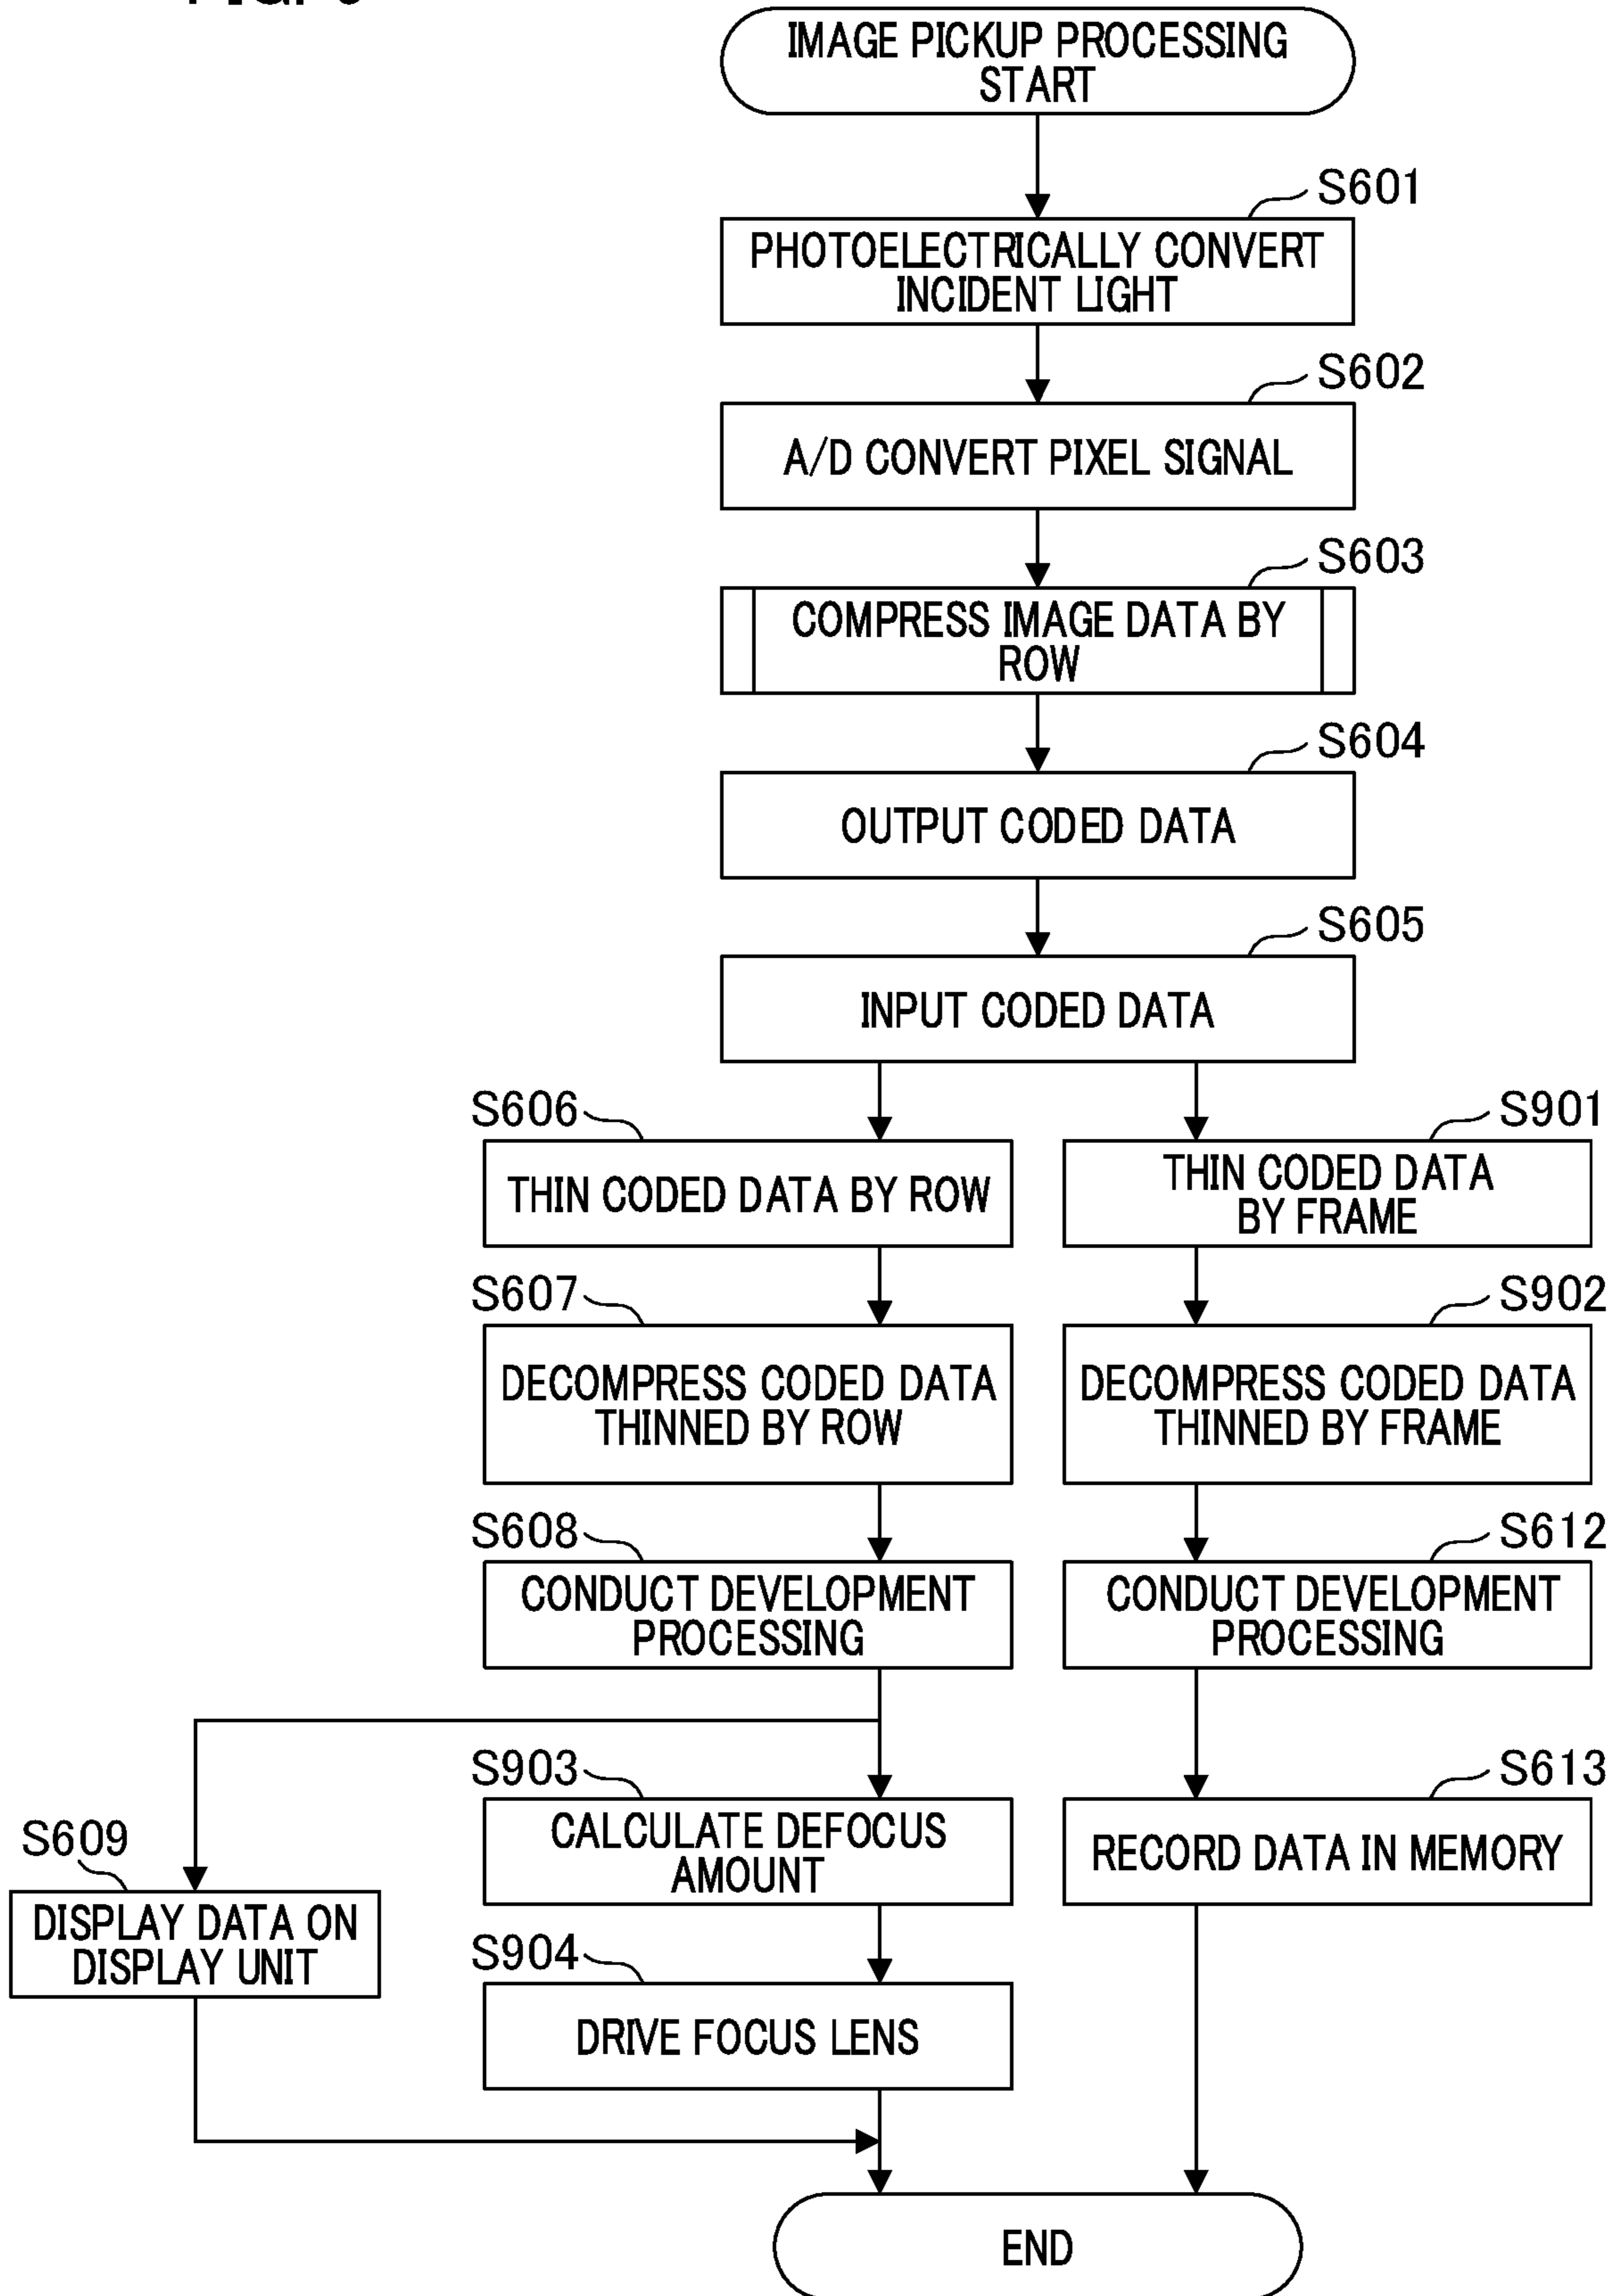 IMAGE PICKUP PROCESSING
START
S601
PHOTOELECTRICALLY CONVERT
INCIDENT LIGHT
S602
A/D CONVERT PIXEL SIGNAL
S603
COMPRESS IMAGE DATA BY
ROW
S604
OUTPUT CODED DATA
S605
INPUT CODED DATA
S606
THIN CODED DATA BY ROW
S901
THIN CODED DATA
BY FRAME
S607
DECOMPRESS CODED DATA
THINNED BY ROW
S902
DECOMPRESS CODED DATA
THINNED BY FRAME
S608
CONDUCT DEVELOPMENT
PROCESSING
S612
CONDUCT DEVELOPMENT
PROCESSING
S903
CALCULATE DEFOCUS
AMOUNT
S613
RECORD DATA IN MEMORY
S609
DISPLAY DATA ON
DISPLAY UNIT
S904
DRIVE FOCUS LENS
END